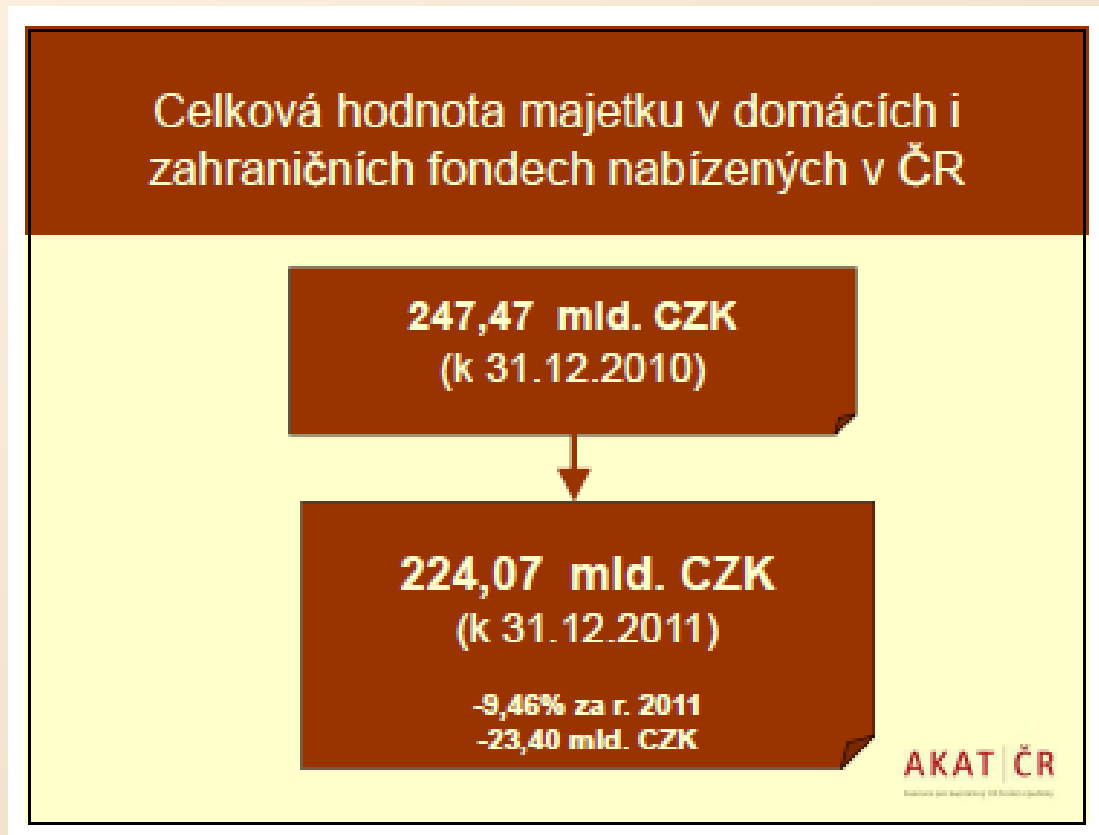 Celková hodnota majetku v domácích i
zahraničních fondech nabízených v ČR
247,47 mld. CZK
(k 31.12.2010)
224,07 mld. CZK
(k 31.12.2011)
-9,46% za r. 2011
-23,40 mld. CZK
AKAT ČR